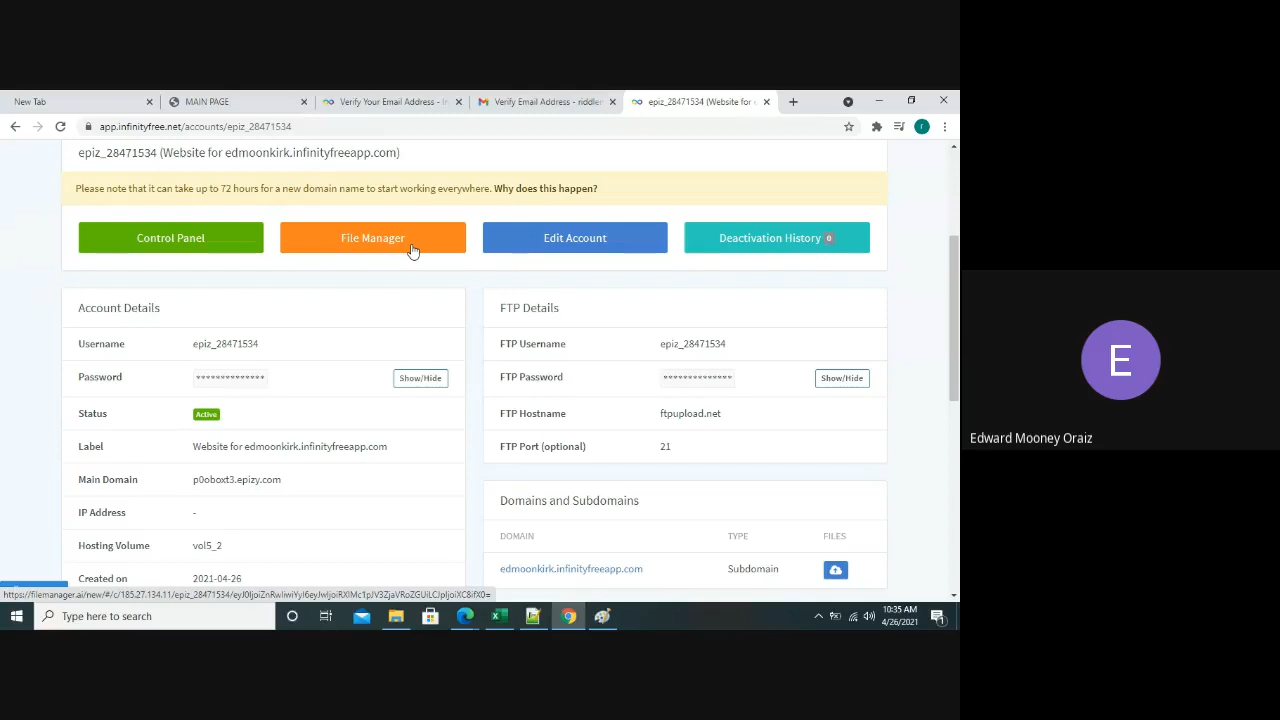 New Tab
MAIN PAGE
Verify Your Email Address - In
Verify Email Address - riddler
epiz_28471534 (Website for
app.infinityfree.net/accounts/epiz_28471534
r
epiz_28471534 (Website for edmoonkirk.infinityfreeapp.com)
Please note that it can take up to 72 hours for a new domain name to start working everywhere. Why does this happen?
Control Panel
File Manager
Edit Account
Deactivation History 0
Account Details
Username epiz_28471534
Password ************** Show/Hide
Status Active
Label Website for edmoonkirk.infinityfreeapp.com
Main Domain p0oboxt3.epizy.com
IP Address -
Hosting Volume vol5_2
Created on 2021-04-26
FTP Details
FTP Username epiz_28471534
FTP Password ************** Show/Hide
FTP Hostname ftpupload.net
FTP Port (optional) 21
Domains and Subdomains
DOMAIN TYPE FILES
edmoonkirk.infinityfreeapp.com Subdomain
Type here to search
10:35 AM
4/26/2021
1
E
Edward Mooney Oraiz